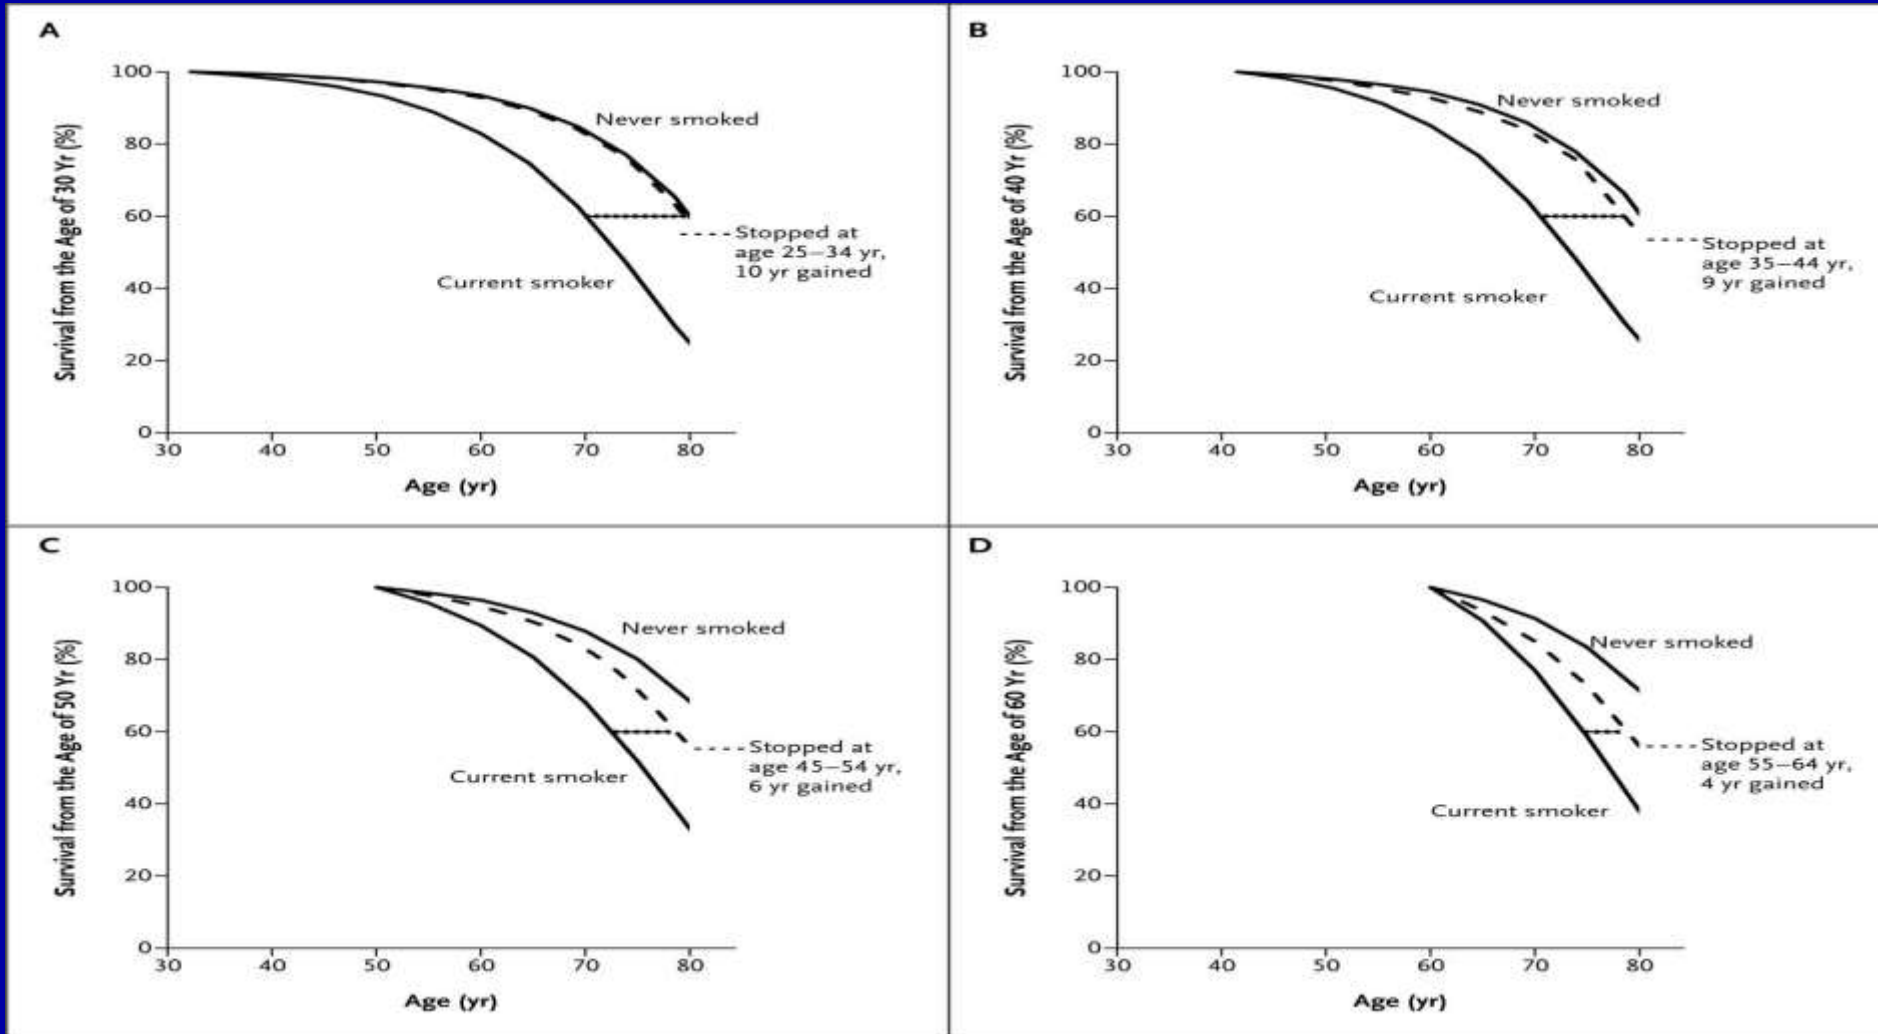 A
Survival from the Age of 30 Yr (%)
100
80
60
40
20
0
30 40 50 60 70 80
Age (yr)
Never smoked
Stopped at
age 25–34 yr,
10 yr gained
Current smoker
B
Survival from the Age of 40 Yr (%)
100
80
60
40
20
0
30 40 50 60 70 80
Age (yr)
Never smoked
Stopped at
age 35–44 yr,
9 yr gained
Current smoker
C
Survival from the Age of 50 Yr (%)
100
80
60
40
20
0
30 40 50 60 70 80
Age (yr)
Never smoked
Stopped at
age 45–54 yr,
6 yr gained
Current smoker
D
Survival from the Age of 60 Yr (%)
100
80
60
40
20
0
30 40 50 60 70 80
Age (yr)
Never smoked
Stopped at
age 55–64 yr,
4 yr gained
Current smoker